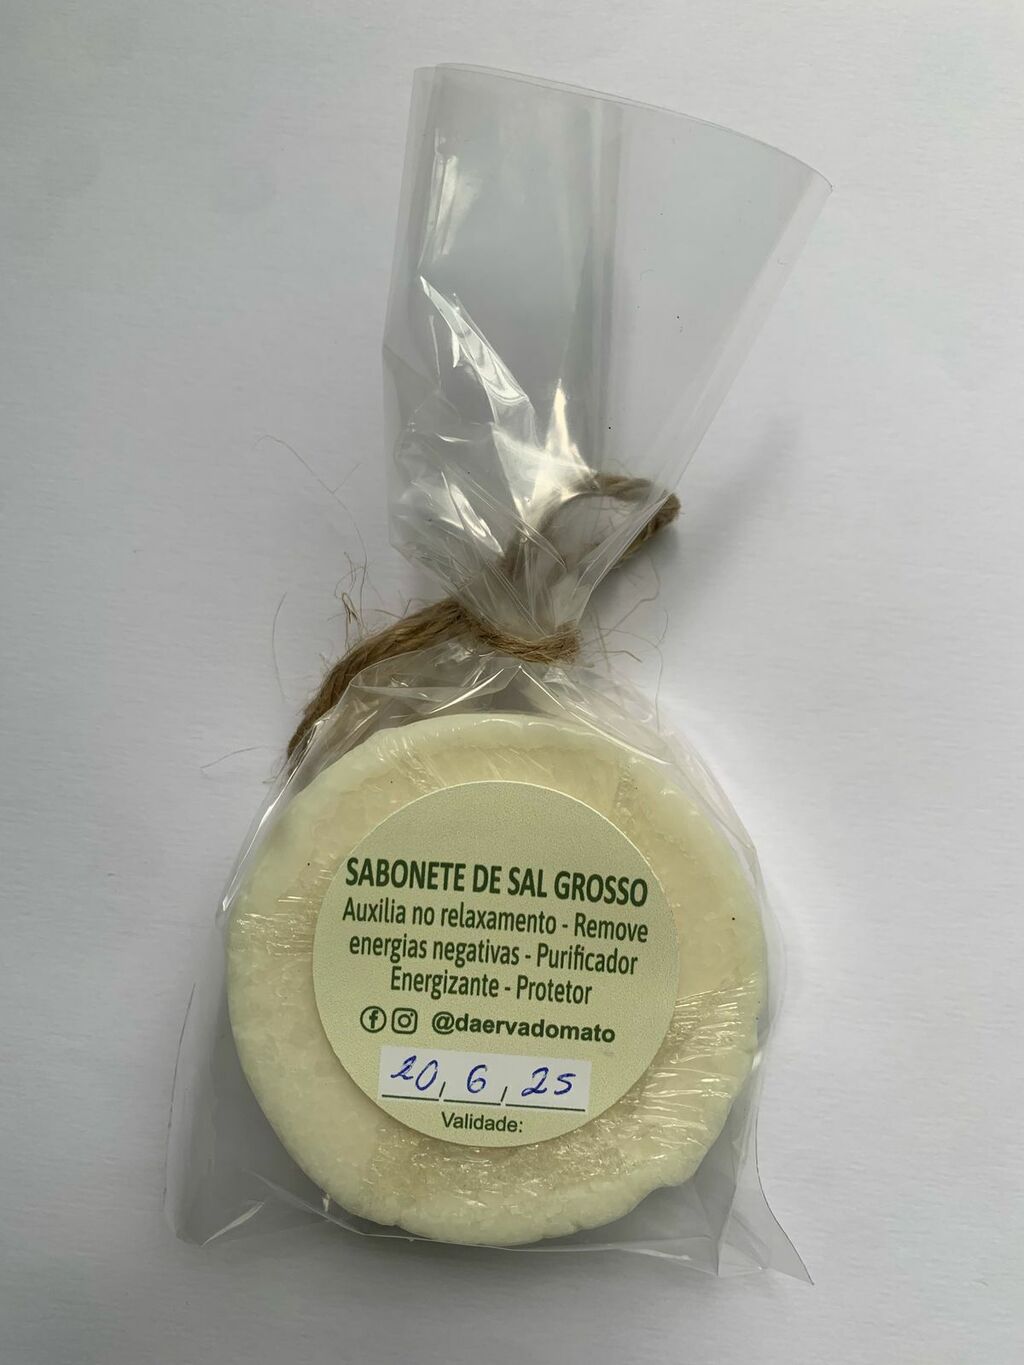 SABONETE DE SAL GROSSO
Auxilia no relaxamento - Remove
energias negativas - Purificador
Energizante - Protetor
@daervadomato
20, 6, 25
Validade: